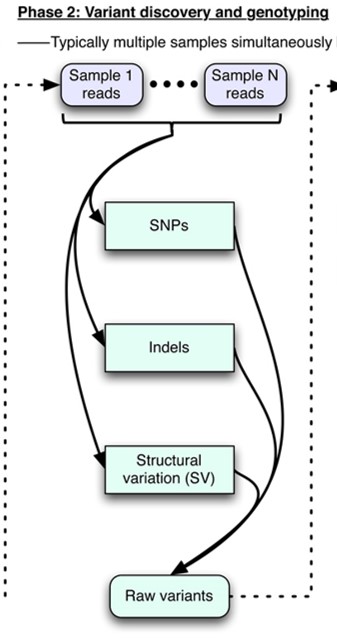 Phase 2: Variant discovery and genotyping
Typically multiple samples simultaneously
Sample 1
reads
Sample N
reads
SNPs
Indels
Structural
variation (SV)
Raw variants